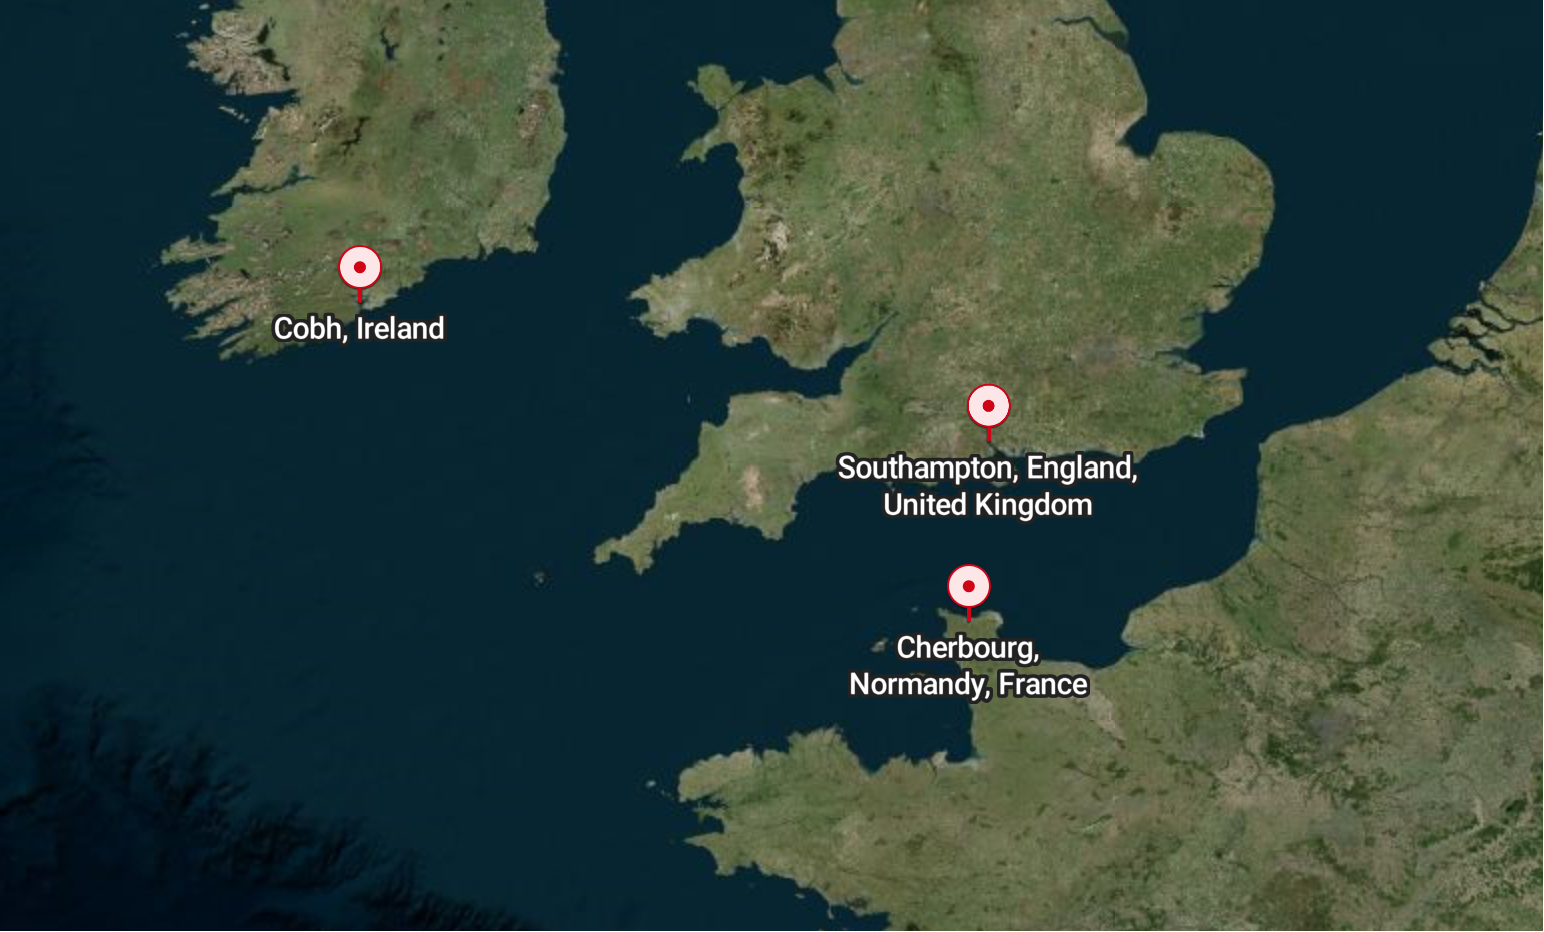 Cobh, Ireland
Southampton, England,
United Kingdom
Cherbourg,
Normandy, France